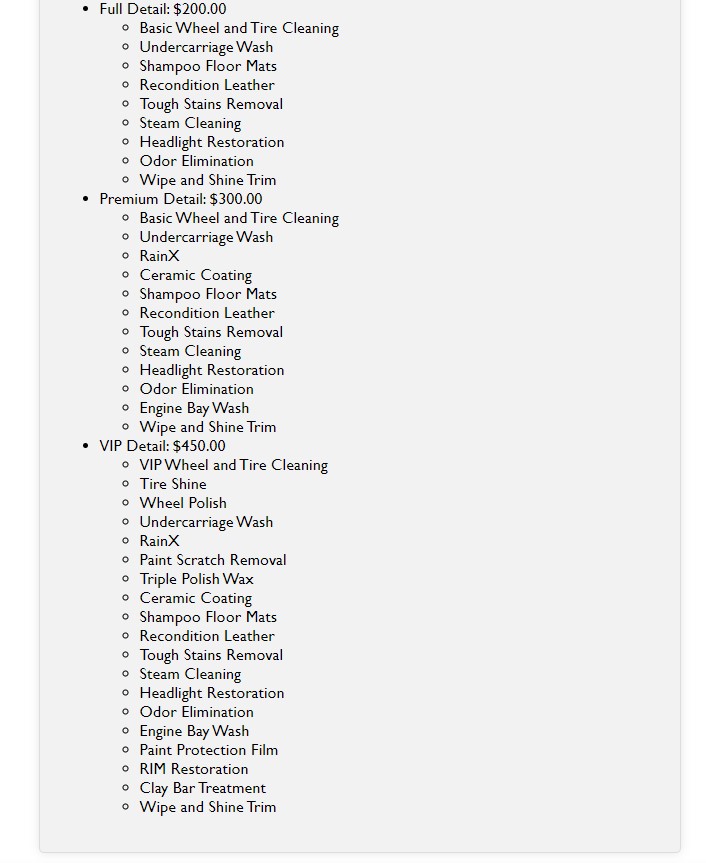 Full Detail: $200.00
Basic Wheel and Tire Cleaning
Undercarriage Wash
Shampoo Floor Mats
Recondition Leather
Tough Stains Removal
Steam Cleaning
Headlight Restoration
Odor Elimination
Wipe and Shine Trim
Premium Detail: $300.00
Basic Wheel and Tire Cleaning
Undercarriage Wash
RainX
Ceramic Coating
Shampoo Floor Mats
Recondition Leather
Tough Stains Removal
Steam Cleaning
Headlight Restoration
Odor Elimination
Engine Bay Wash
Wipe and Shine Trim
VIP Detail: $450.00
VIP Wheel and Tire Cleaning
Tire Shine
Wheel Polish
Undercarriage Wash
RainX
Paint Scratch Removal
Triple Polish Wax
Ceramic Coating
Shampoo Floor Mats
Recondition Leather
Tough Stains Removal
Steam Cleaning
Headlight Restoration
Odor Elimination
Engine Bay Wash
Paint Protection Film
RIM Restoration
Clay Bar Treatment
Wipe and Shine Trim